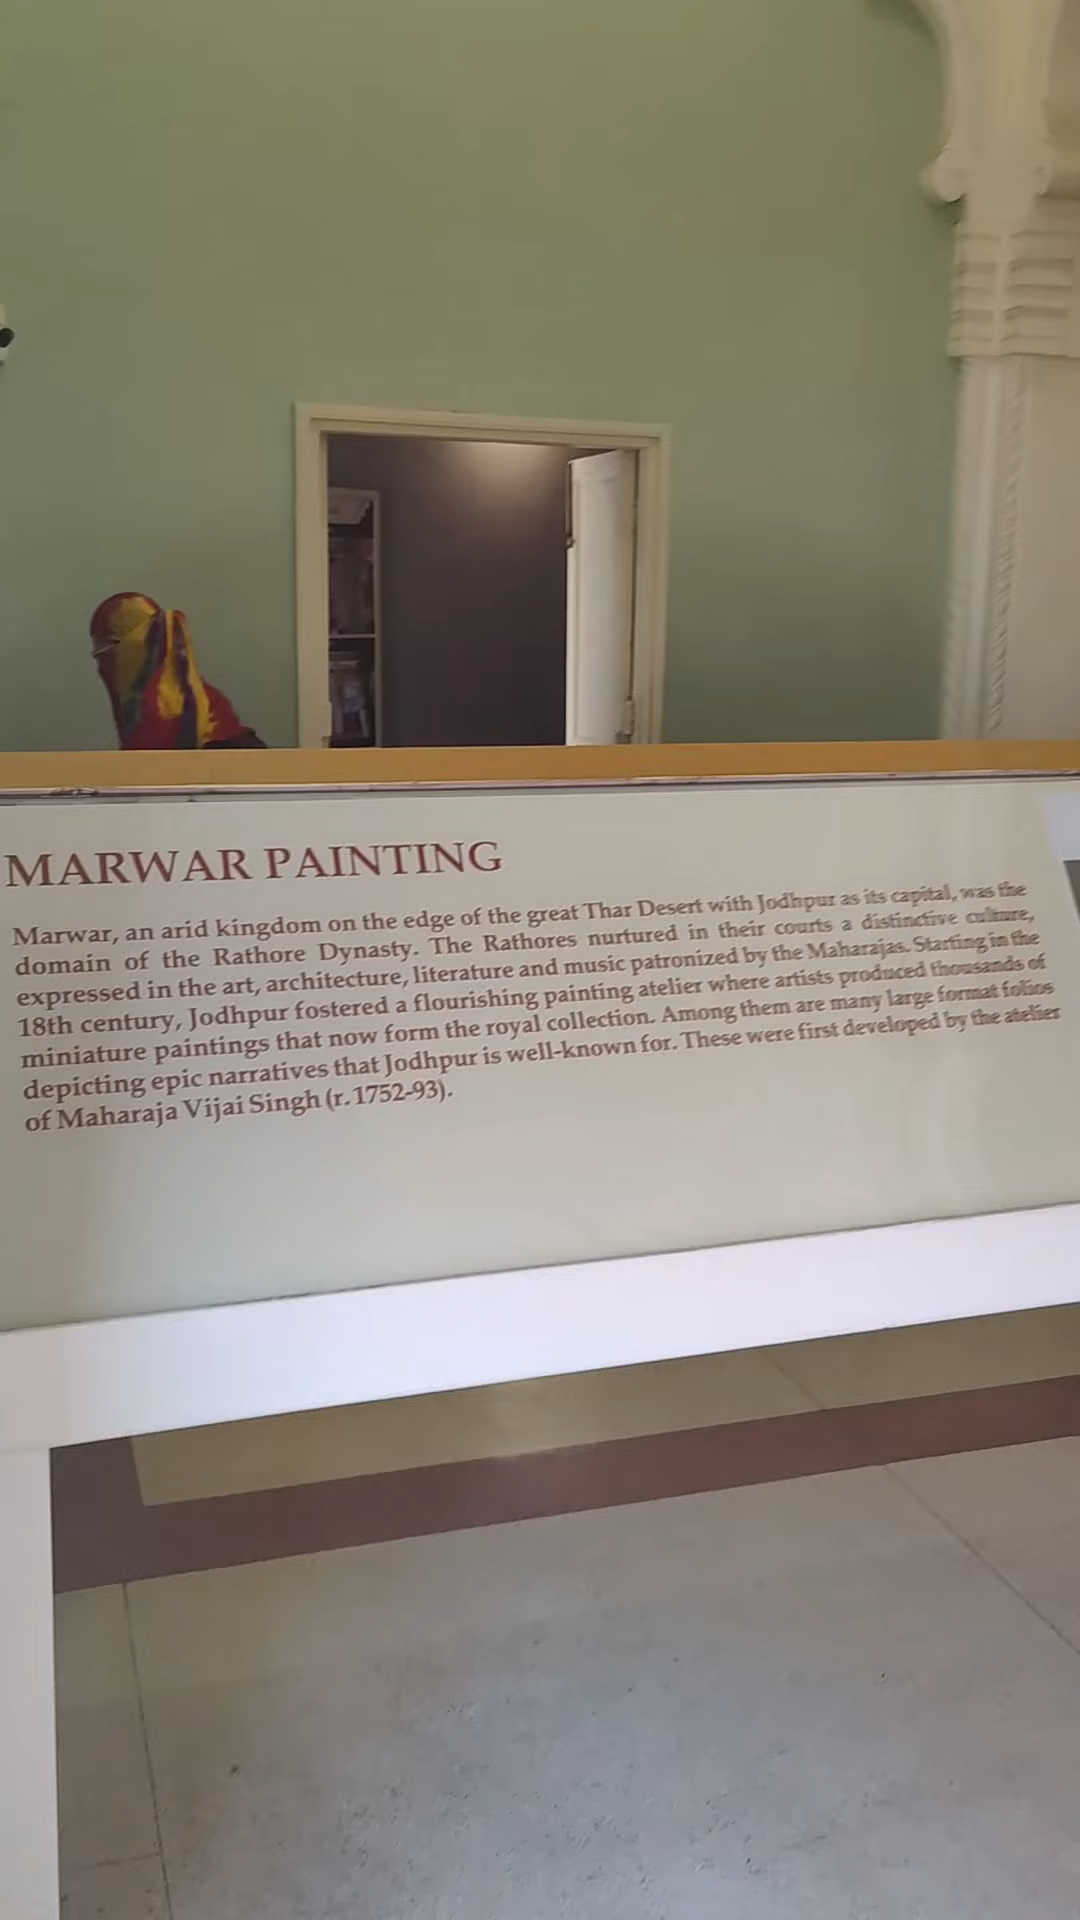 MARWAR PAINTING
Marwar, an arid kingdom on the edge of the great Thar Desert with Jodhpur as its capital, was the
domain of the Rathore Dynasty. The Rathores nurtured in their courts a distinctive culture,
expressed in the art, architecture, literature and music patronized by the Maharajas. Starting in the
18th century, Jodhpur fostered a flourishing painting atelier where artists produced thousands of
miniature paintings that now form the royal collection. Among them are many large format folios
depicting epic narratives that Jodhpur is well-known for. These were first developed by the atelier
of Maharaja Vijai Singh (r. 1752-93).